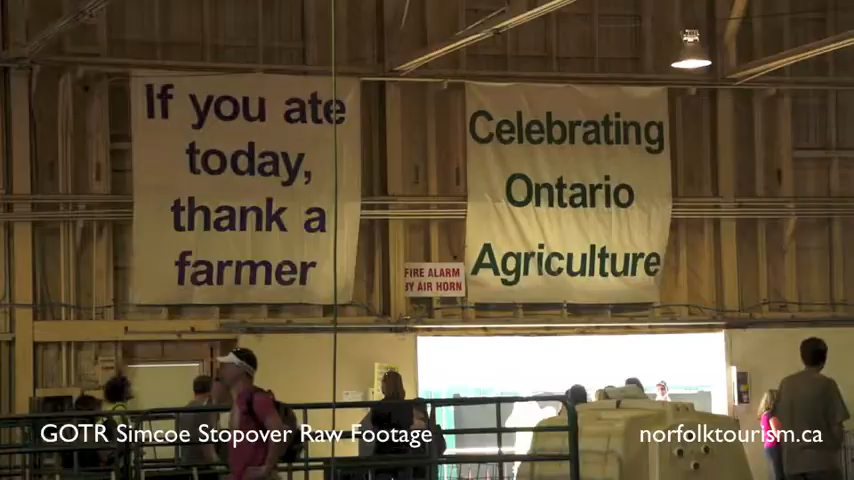 If you ate
today,
thank a
farmer
Celebrating
Ontario
Agriculture
FIRE ALARM
BY AIR HORN
GOTR Simcoe Stopover Raw Footage
norfolktourism.ca